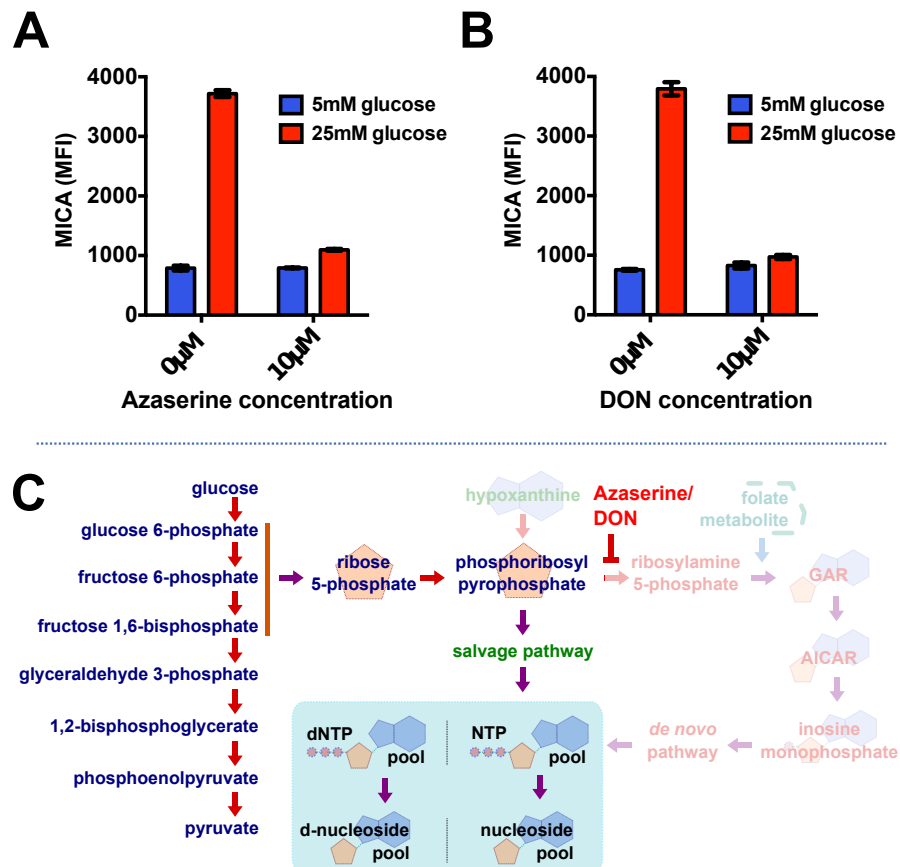 A
4000
3000
2000
1000
0
MICA (MFI)
5mM glucose
25mM glucose
0µM
10µM
Azaserine concentration
B
4000
3000
2000
1000
0
MICA (MFI)
5mM glucose
25mM glucose
0µM
10µM
DON concentration
C
glucose
glucose 6-phosphate
fructose 6-phosphate
fructose 1,6-bisphosphate
glyceraldehyde 3-phosphate
1,2-bisphosphoglycerate
phosphoenolpyruvate
pyruvate
ribose
5-phosphate
hypoxanthine
phosphoribosyl
pyrophosphate
Azaserine/
DON
ribosylamine
5-phosphate
folate
metabolite
GAR
AICAR
inosine
monophosphate
de novo
pathway
salvage pathway
dNTP
pool
NTP
pool
d-nucleoside
pool
nucleoside
pool